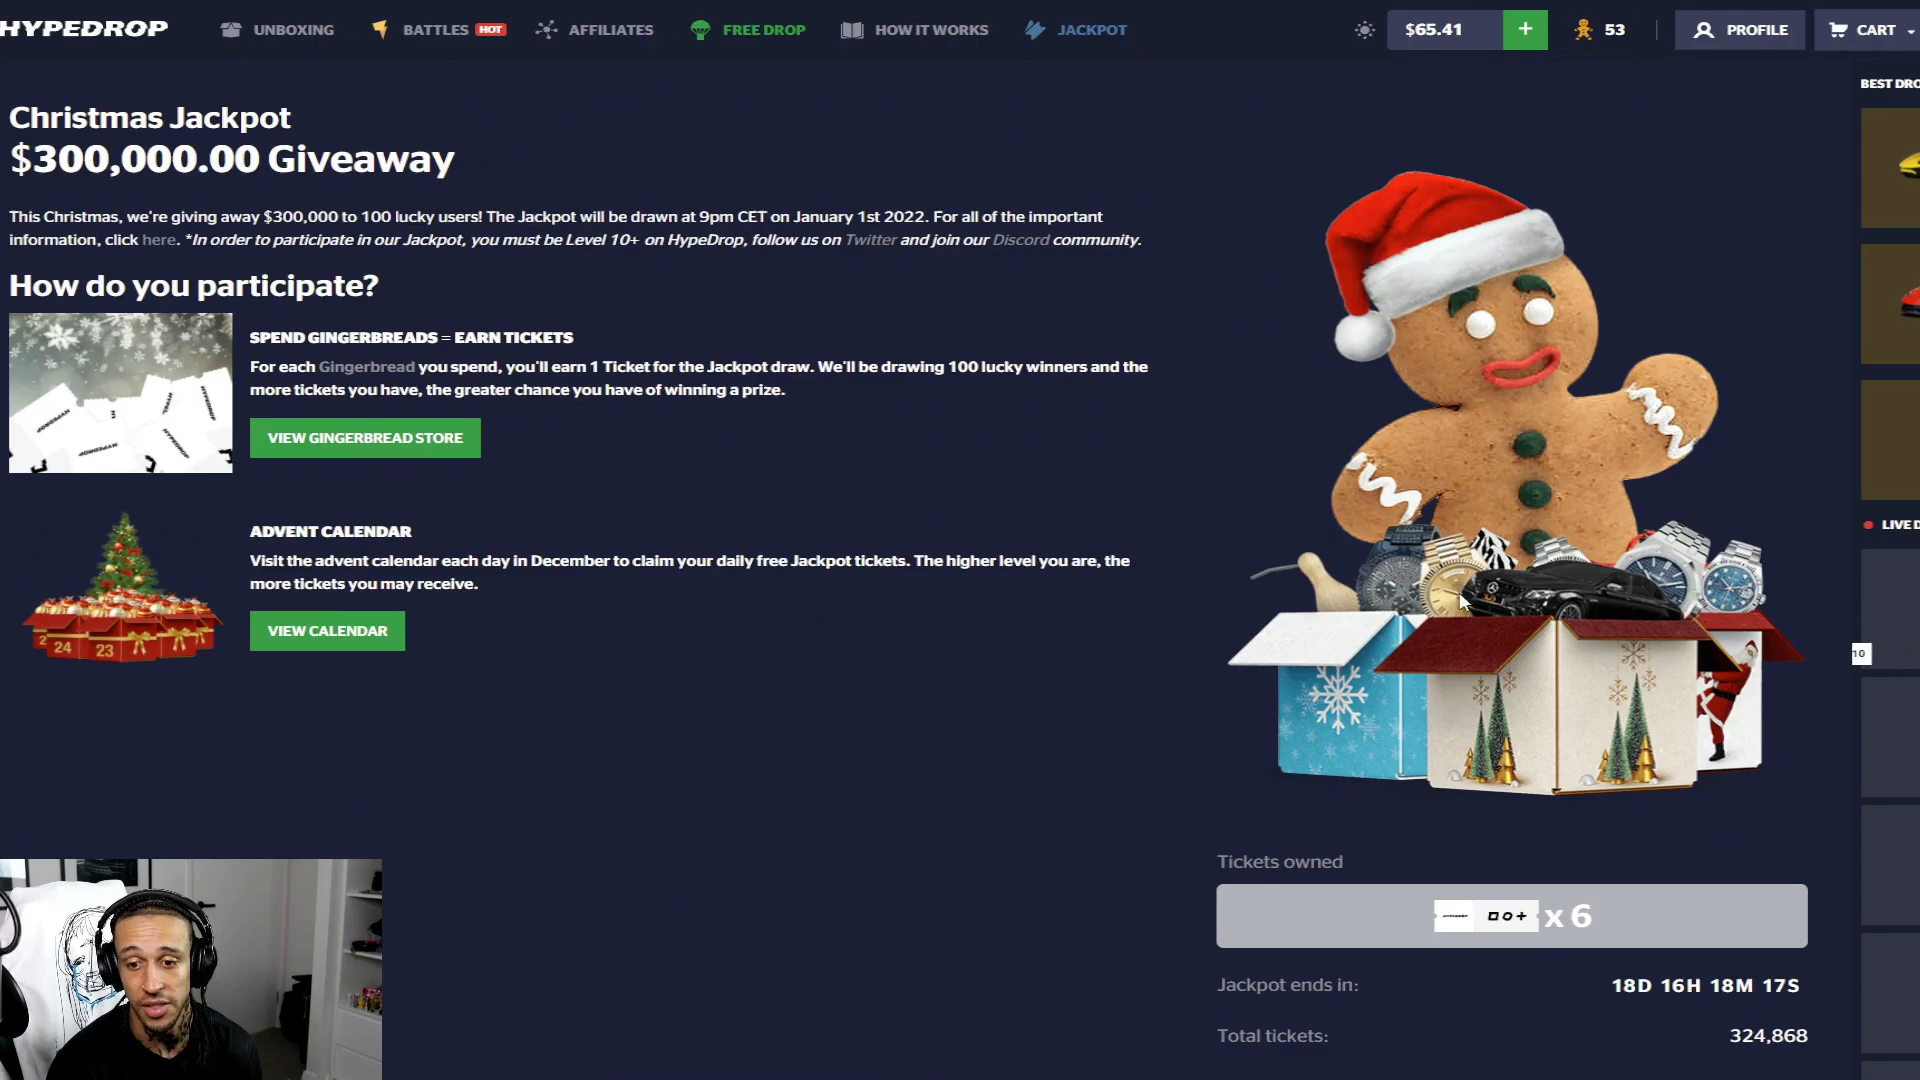 HYPEDROP
UNBOXING
BATTLES HOT
AFFILIATES
FREE DROP
HOW IT WORKS
JACKPOT
$65.41 +
53
PROFILE
CART
BEST DRO
Christmas Jackpot
$300,000.00 Giveaway
This Christmas, we're giving away $300,000 to 100 lucky users! The Jackpot will be drawn at 9pm CET on January 1st 2022. For all of the important
information, click here. *In order to participate in our Jackpot, you must be Level 10+ on HypeDrop, follow us on Twitter and join our Discord community.
How do you participate?
SPEND GINGERBREADS = EARN TICKETS
For each Gingerbread you spend, you'll earn 1 Ticket for the Jackpot draw. We'll be drawing 100 lucky winners and the
more tickets you have, the greater chance you have of winning a prize.
VIEW GINGERBREAD STORE
ADVENT CALENDAR
Visit the advent calendar each day in December to claim your daily free Jackpot tickets. The higher level you are, the
more tickets you may receive.
VIEW CALENDAR
24
23
LIVE D
10
Tickets owned
HYPEDROP x 6
Jackpot ends in:
18D 16H 18M 17S
Total tickets:
324,868